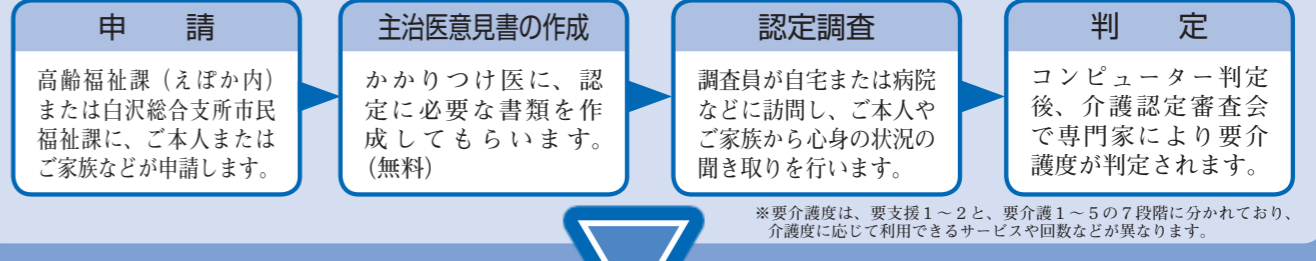 申請
高齢福祉課（えぽか内）
または白沢総合支所市民
福祉課に、ご本人または
ご家族などが申請します。
主治医意見書の作成
かかりつけ医に、認
定に必要な書類を作
成してもらいます。
（無料）
認定調査
調査員が自宅または病院
などに訪問し、ご本人や
ご家族から心身の状況の
聞き取りを行います。
判定
コンピューター判定
後、介護認定審査会
で専門家により要介
護度が判定されます。
※要介護度は、要支援１～２と、要介護１～５の７段階に分かれており、
介護度に応じて利用できるサービスや回数などが異なります。